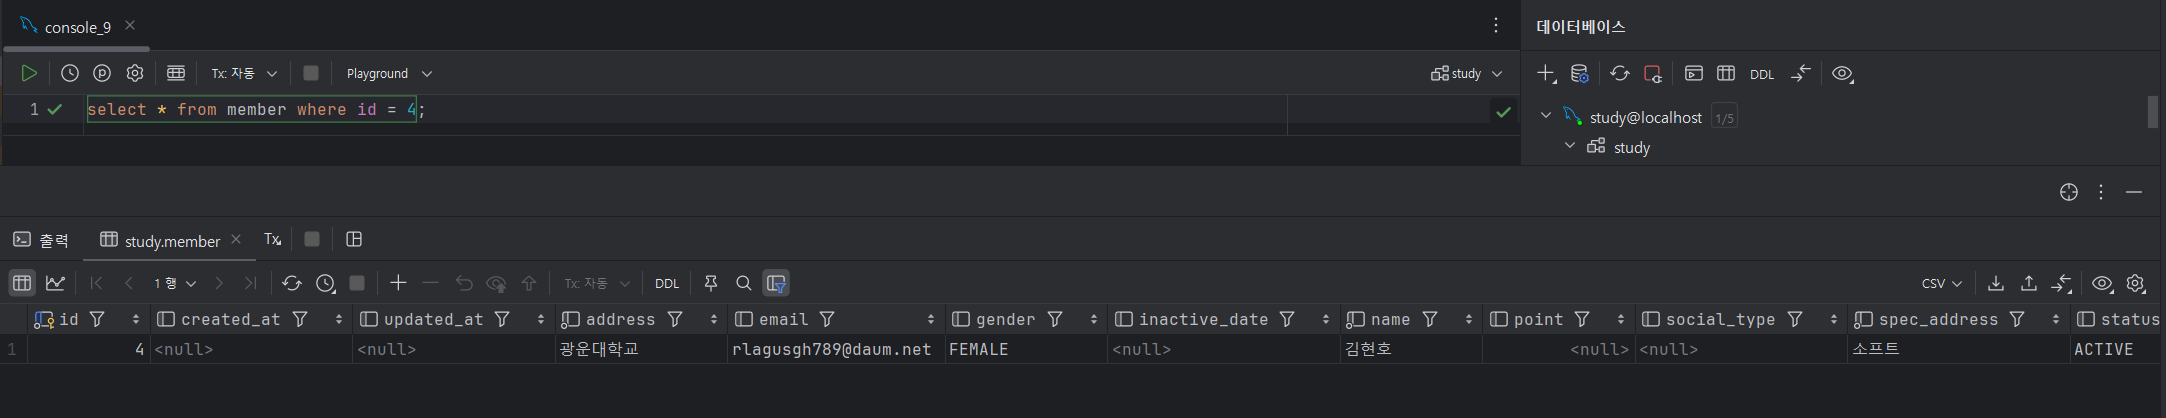 console_9
데이터베이스
Tx: 자동
Playground
study
DDL
1 select * from member where id = 4;
study@localhost 1/5
study
출력
study.member
Tx
1 행
Tx: 자동
DDL
CSV
id created_at updated_at address email gender inactive_date name point social_type spec_address status
1 4 <null> <null> 광운대학교 rlagusgh789@daum.net FEMALE <null> 김현호 <null> <null> 소프트 ACTIVE